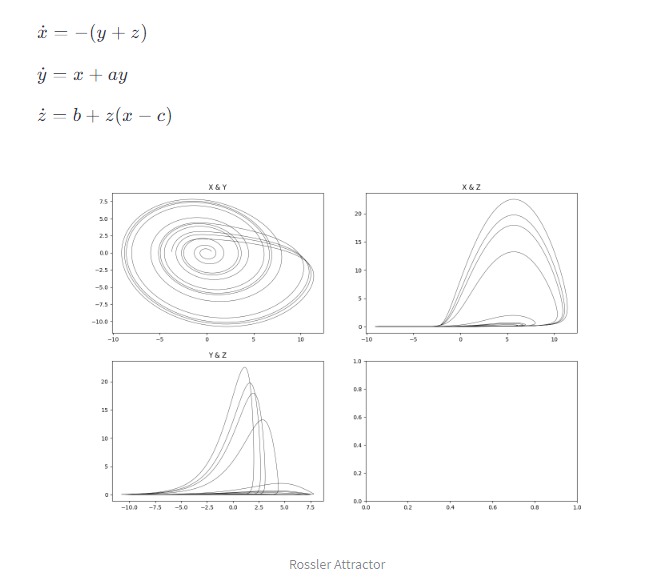 ẋ = −(y + z)
ẏ = x + ay
ż = b + z(x − c)
X & Y
7.5
5.0
2.5
0.0
−2.5
−5.0
−7.5
−10.0
−10 −5 0 5 10
X & Z
20
15
10
5
0
−10 −5 0 5 10
Y & Z
20
15
10
5
0
−10.0 −7.5 −5.0 −2.5 0.0 2.5 5.0 7.5
1.0
0.8
0.6
0.4
0.2
0.0
0.0 0.2 0.4 0.6 0.8 1.0
Rossler Attractor